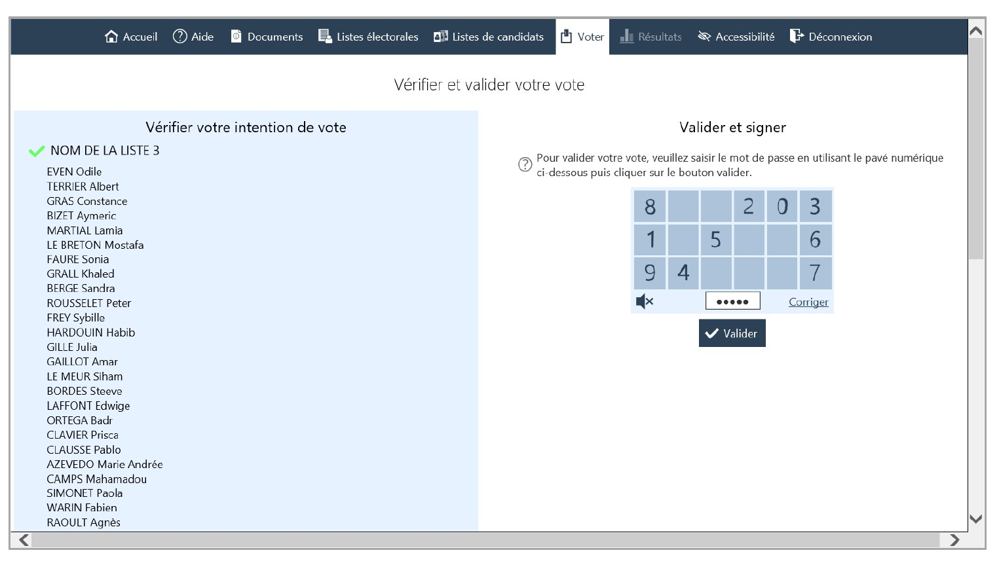 Accueil Aide Documents Listes électorales Listes de candidats Voter Résultats Accessibilité Déconnexion
Vérifier et valider votre vote
Vérifier votre intention de vote
NOM DE LA LISTE 3
EVEN Odile
TERRIER Albert
GRAS Constance
BIZET Aymeric
MARTIAL Lamia
LE BRETON Mostafa
FAURE Sonia
GRALL Khaled
BERGE Sandra
ROUSSELET Peter
FREY Sybille
HARDOUIN Habib
GILLE Julia
GAILLOT Amar
LE MEUR Siham
BORDES Steeve
LAFFONT Edwige
ORTEGA Badr
CLAVIER Prisca
CLAUSSE Pablo
AZEVEDO Marie Andrée
CAMPS Mahamadou
SIMONET Paola
WARIN Fabien
RAOULT Agnès
Valider et signer
Pour valider votre vote, veuillez saisir le mot de passe en utilisant le pavé numérique
ci-dessous puis cliquer sur le bouton valider.
8 2 0 3
1 5 6
9 4 7
••••• Corriger
Valider